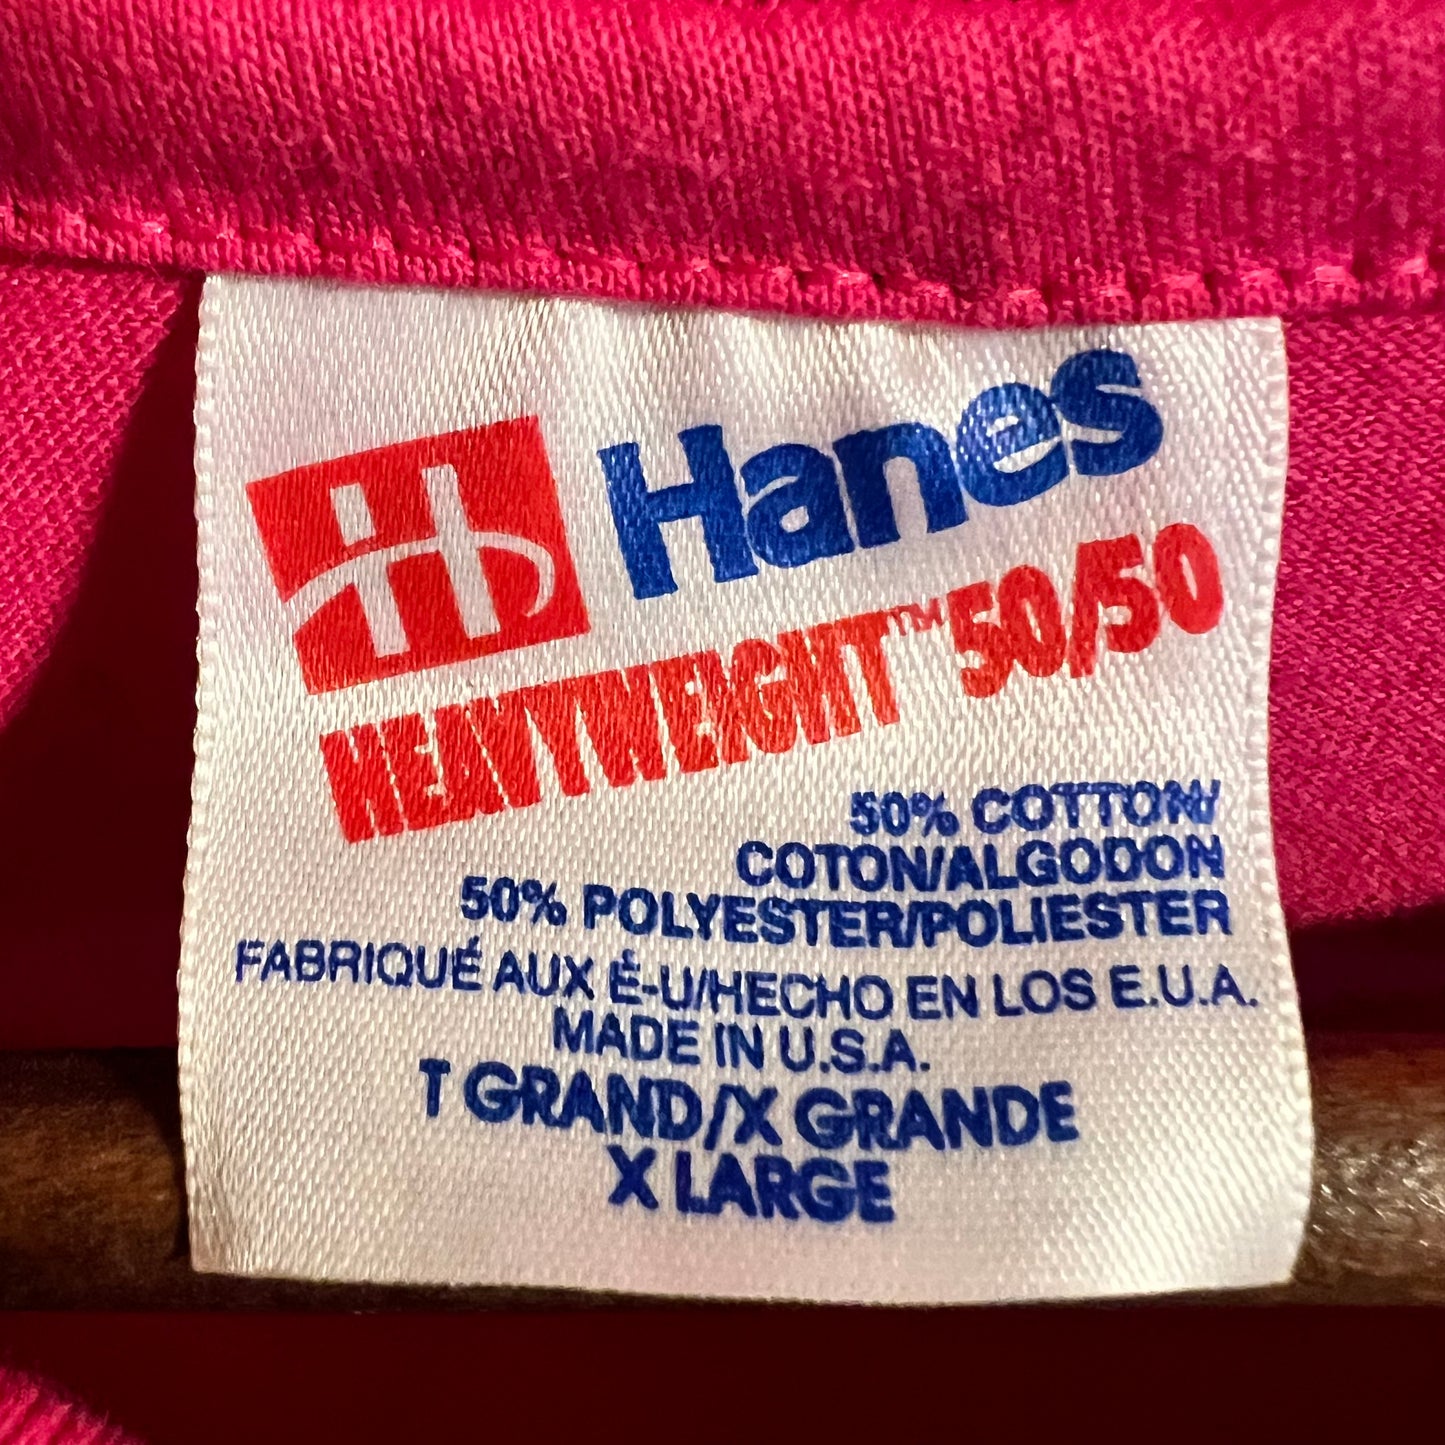 H Hanes
HEAVYWEIGHT™ 50/50
50% COTTON/
COTON/ALGODON
50% POLYESTER/POLIESTER
FABRIQUÉ AUX É-U/HECHO EN LOS E.U.A.
MADE IN U.S.A.
T GRAND/X GRANDE
X LARGE